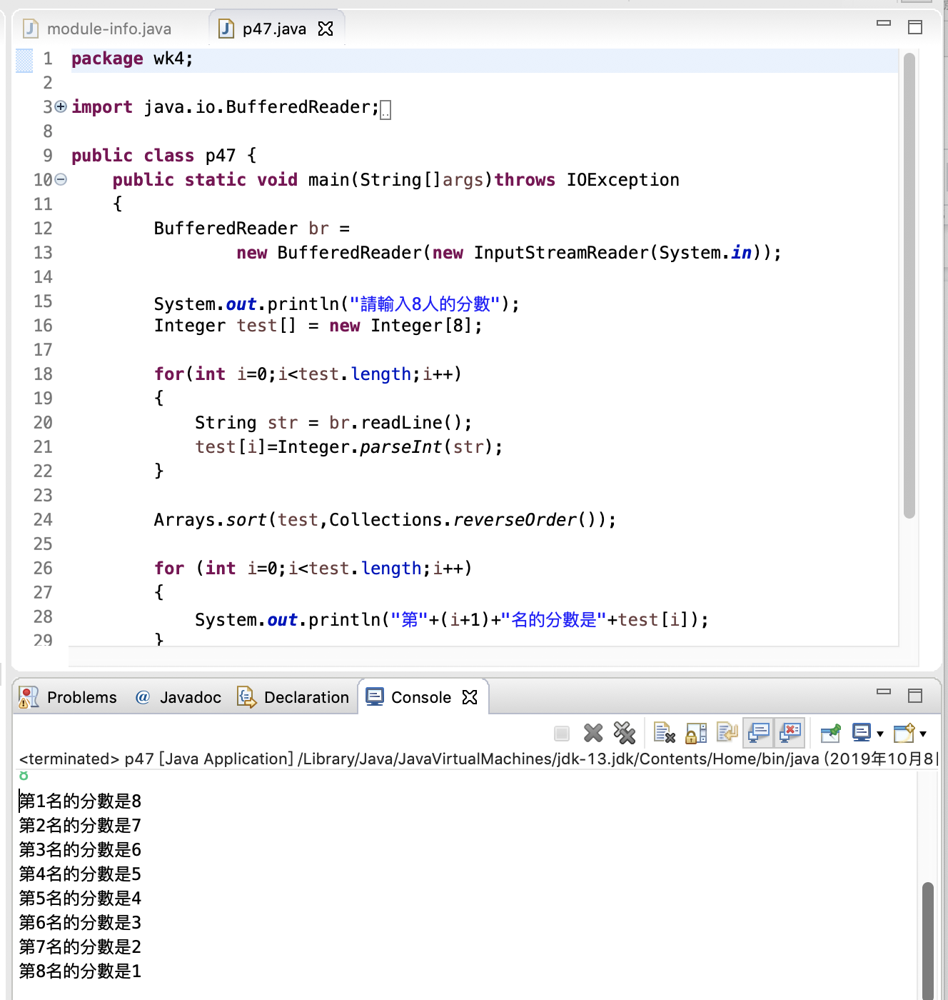 module-info.java
p47.java
1 package wk4;
2
3 import java.io.BufferedReader;
8
9 public class p47 {
10     public static void main(String[]args)throws IOException
11     {
12         BufferedReader br =
13                 new BufferedReader(new InputStreamReader(System.in));
14
15         System.out.println("請輸入8人的分數");
16         Integer test[] = new Integer[8];
17
18         for(int i=0;i<test.length;i++)
19         {
20             String str = br.readLine();
21             test[i]=Integer.parseInt(str);
22         }
23
24         Arrays.sort(test,Collections.reverseOrder());
25
26         for (int i=0;i<test.length;i++)
27         {
28             System.out.println("第"+(i+1)+"名的分數是"+test[i]);
29         }
Problems @ Javadoc Declaration Console
<terminated> p47 [Java Application] /Library/Java/JavaVirtualMachines/jdk-13.jdk/Contents/Home/bin/java (2019年10月8
8
第1名的分數是8
第2名的分數是7
第3名的分數是6
第4名的分數是5
第5名的分數是4
第6名的分數是3
第7名的分數是2
第8名的分數是1